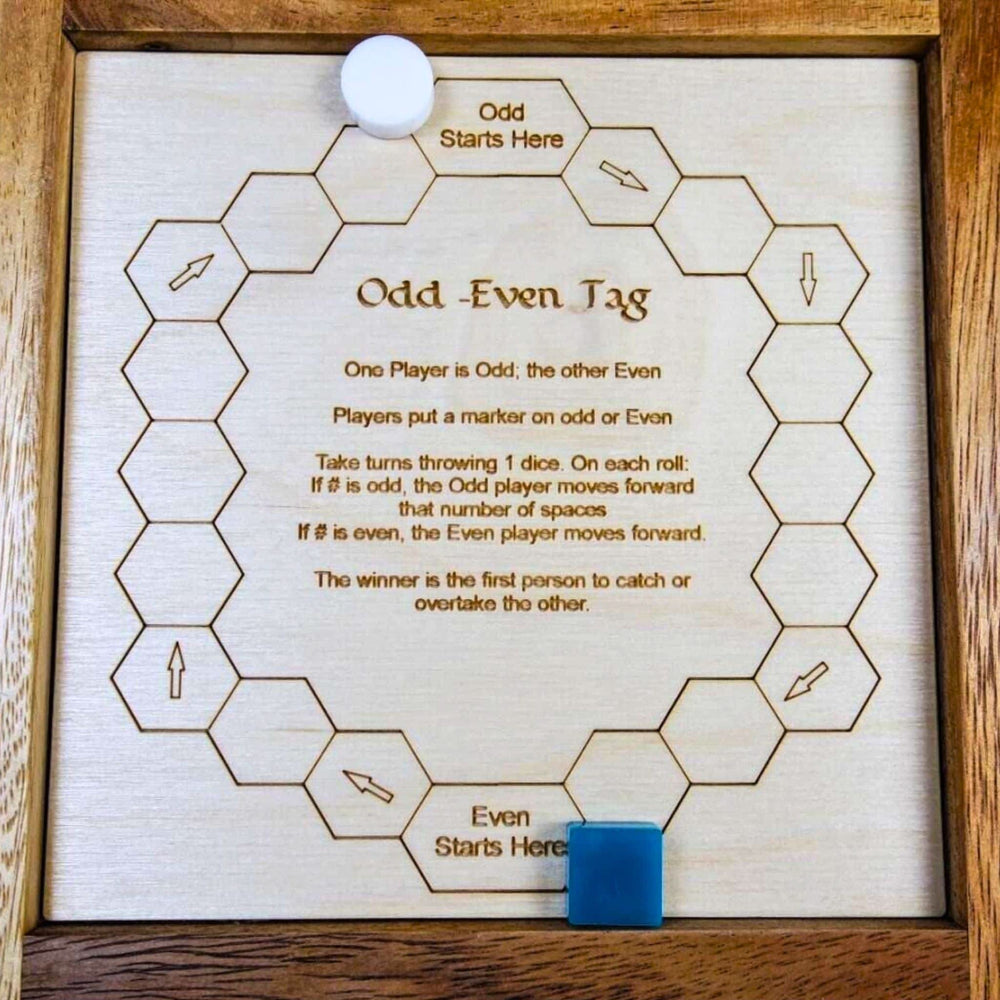 Odd
Starts Here
Odd -Even Tag
One Player is Odd; the other Even
Players put a marker on odd or Even
Take turns throwing 1 dice. On each roll:
If # is odd, the Odd player moves forward
that number of spaces
If # is even, the Even player moves forward.
The winner is the first person to catch or
overtake the other.
Even
Starts Here